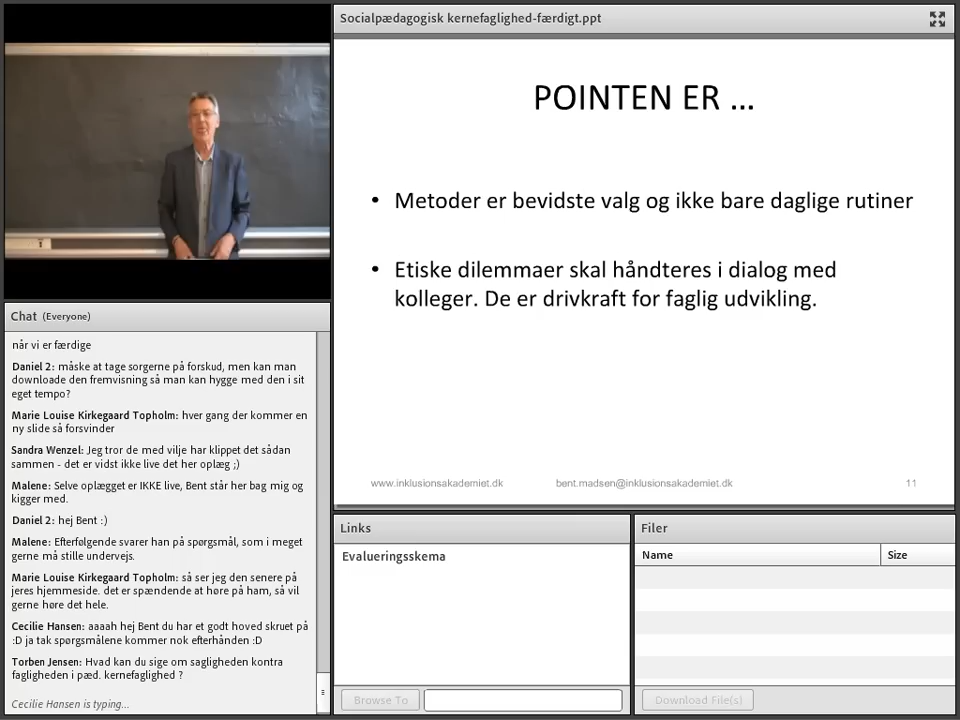 Socialpædagogisk kernefaglighed-færdigt.ppt
POINTEN ER ...
• Metoder er bevidste valg og ikke bare daglige rutiner
• Etiske dilemmaer skal håndteres i dialog med
kolleger. De er drivkraft for faglig udvikling.
www.inklusionsakademiet.dk bent.madsen@inklusionsakademiet.dk 11
Chat (Everyone)
når vi er færdige
Daniel 2: måske at tage sorgerne på forskud, men kan man
downloade den fremvisning så man kan hygge med den i sit
eget tempo?
Marie Louise Kirkegaard Topholm: hver gang der kommer en
ny slide så forsvinder
Sandra Wenzel: Jeg tror de med vilje har klippet det sådan
sammen - det er vidst ikke live det her oplæg ;)
Malene: Selve oplægget er IKKE live, Bent står her bag mig og
kigger med.
Daniel 2: hej Bent :)
Malene: Efterfølgende svarer han på spørgsmål, som i meget
gerne må stille undervejs.
Marie Louise Kirkegaard Topholm: så ser jeg den senere på
jeres hjemmeside. det er spændende at høre på ham, så vil
gerne høre det hele.
Cecilie Hansen: aaaah hej Bent du har et godt hoved skruet på
:D ja tak spørgsmålene kommer nok efterhånden :D
Torben Jensen: Hvad kan du sige om sagligheden kontra
fagligheden i pæd. kernefaglighed ?
Cecilie Hansen is typing...
Links
Evalueringsskema
Browse To
Filer
Name Size
Download File(s)